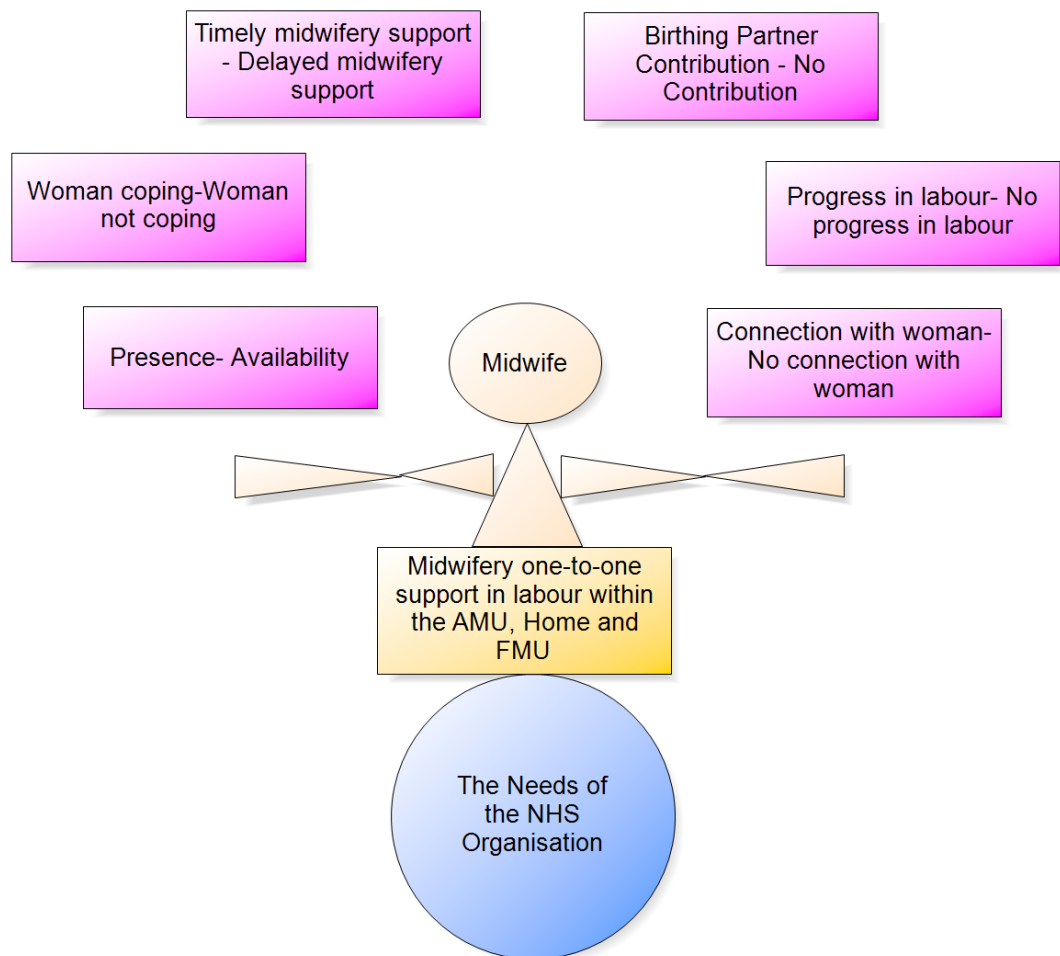 Timely midwifery support
- Delayed midwifery
support
Birthing Partner
Contribution - No
Contribution
Woman coping-Woman
not coping
Progress in labour- No
progress in labour
Presence- Availability
Midwife
Connection with woman-
No connection with
woman
Midwifery one-to-one
support in labour within
the AMU, Home and
FMU
The Needs of
the NHS
Organisation